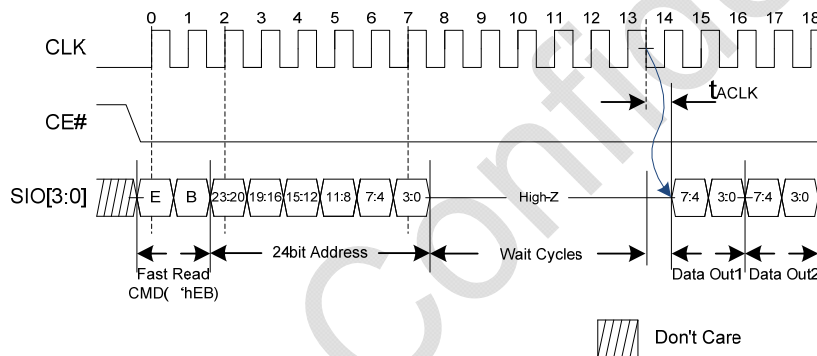 0 1 2 3 4 5 6 7 8 9 10 11 12 13 14 15 16 17 18
CLK
tACLK
CE#
SIO[3:0] E B 23:20 19:16 15:12 11:8 7:4 3:0 High-Z 7:4 3:0 7:4 3:0
24bit Address Wait Cycles
Fast Read Data Out1 Data Out2
CMD( ‘hEB)
Don't Care
Confide